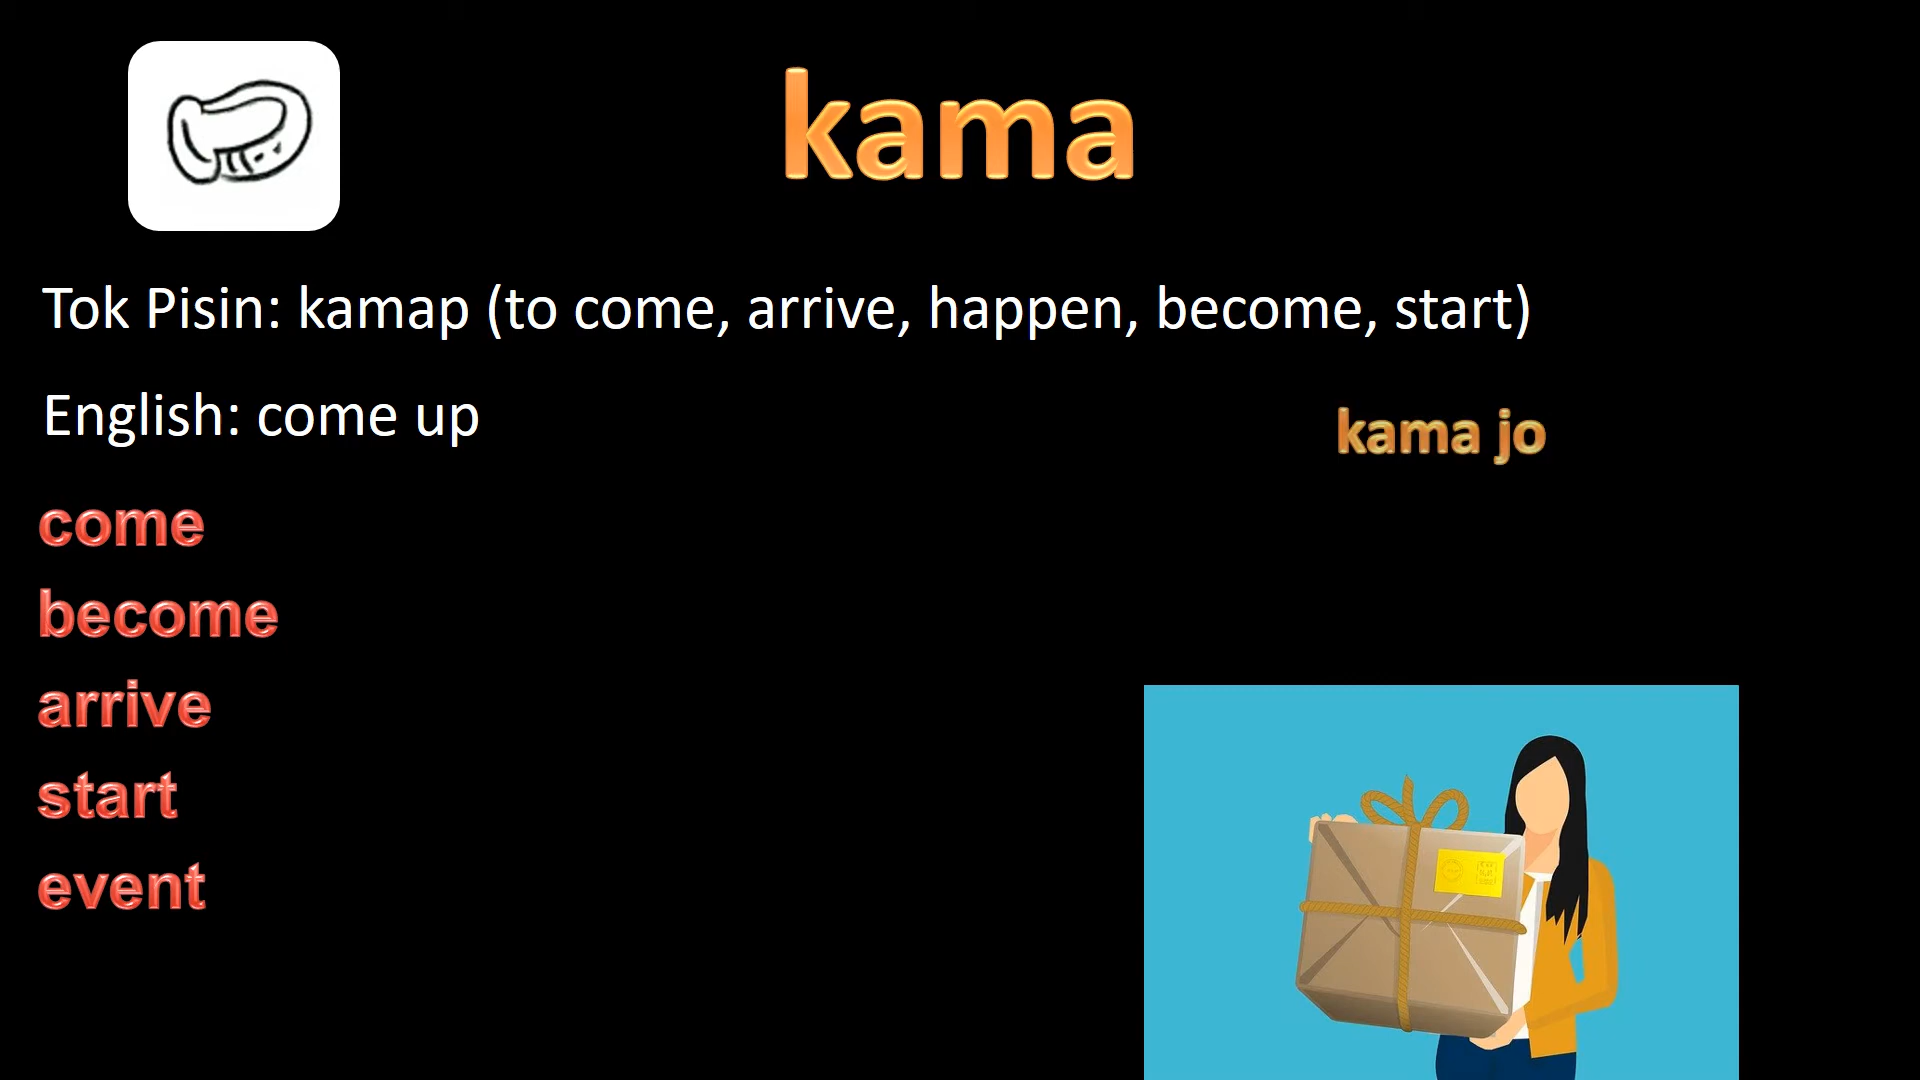 kama
Tok Pisin: kamap (to come, arrive, happen, become, start)
English: come up
kama jo
come
become
arrive
start
event